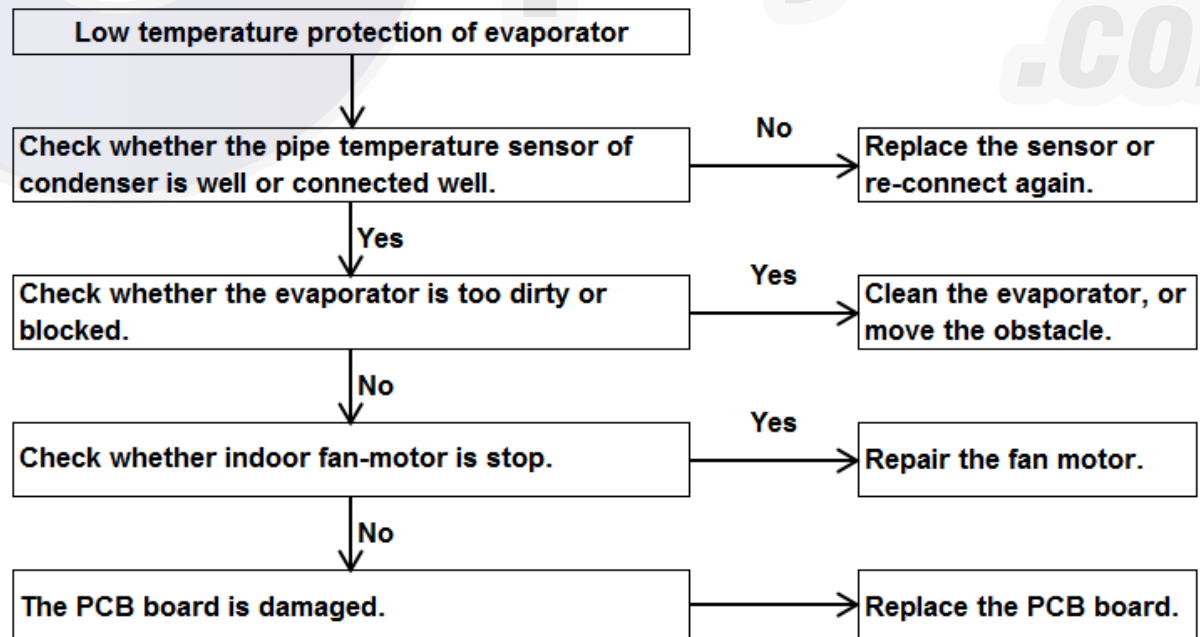 Low temperature protection of evaporator
Check whether the pipe temperature sensor of
condenser is well or connected well.
No
Replace the sensor or
re-connect again.
Yes
Check whether the evaporator is too dirty or
blocked.
Yes
Clean the evaporator, or
move the obstacle.
No
Check whether indoor fan-motor is stop.
Yes
Repair the fan motor.
No
The PCB board is damaged.
Replace the PCB board.